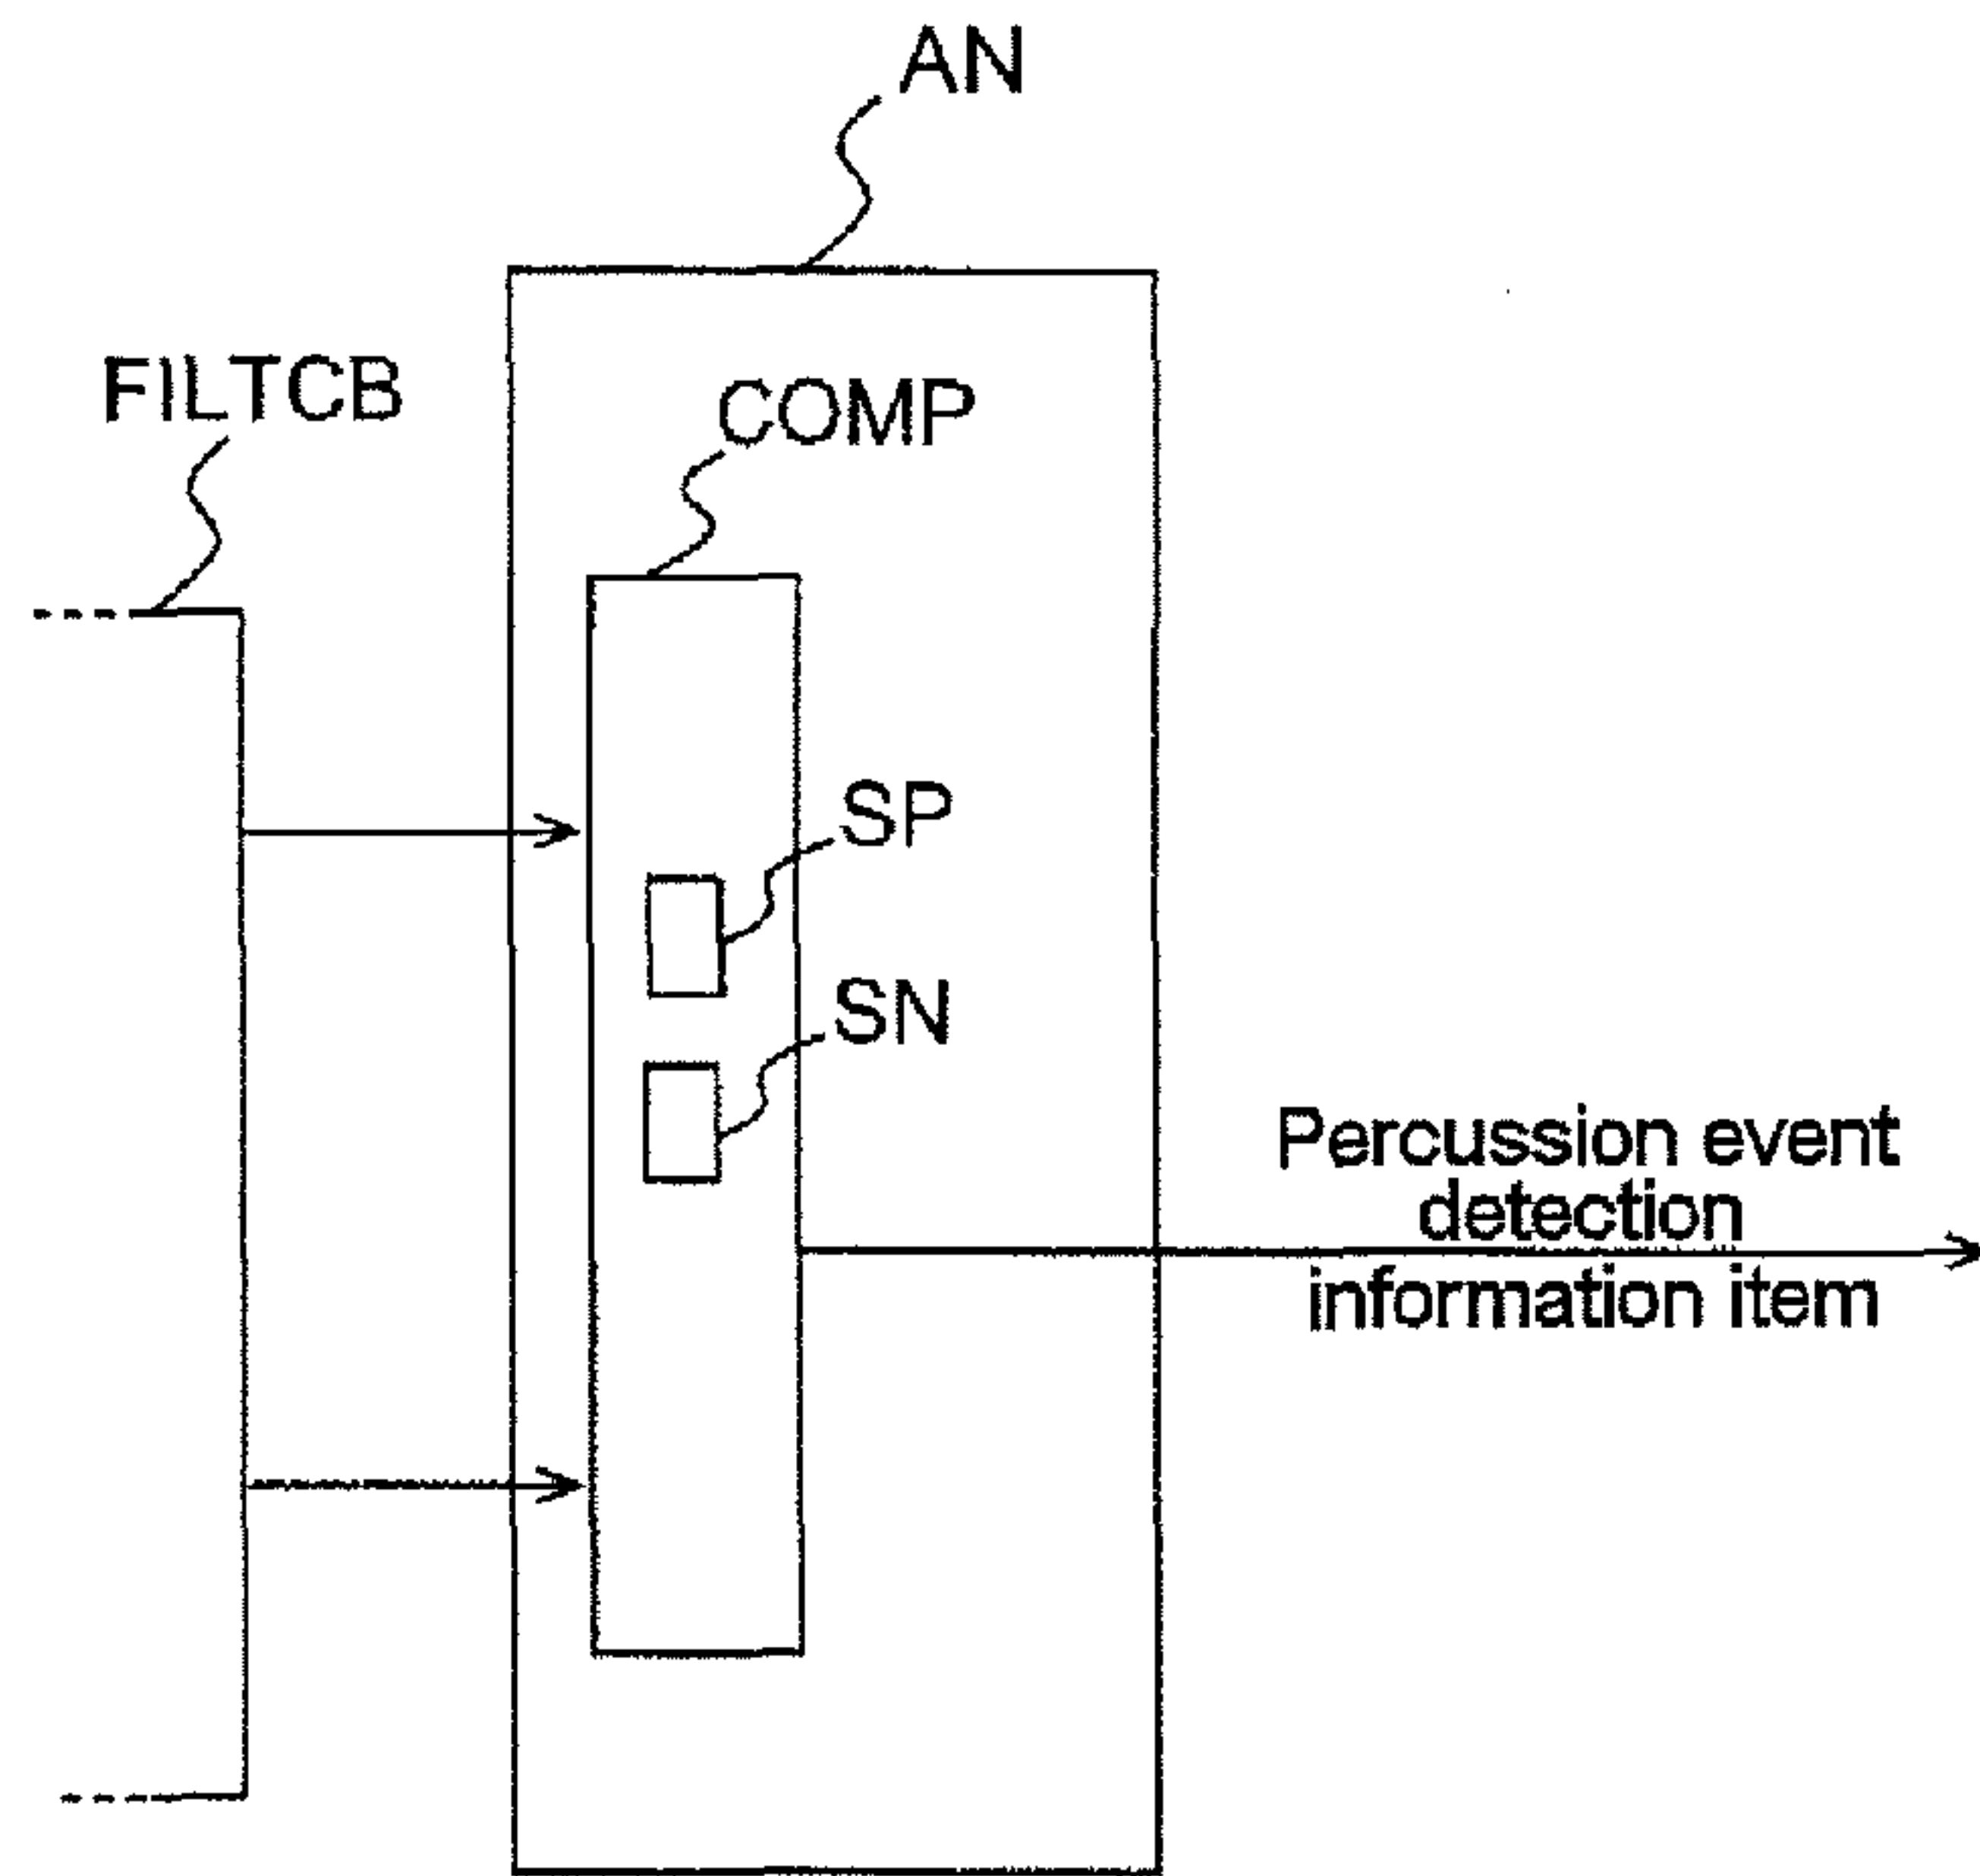 AN
FILTCB
COMP
SP
SN
Percussion event
detection
information item